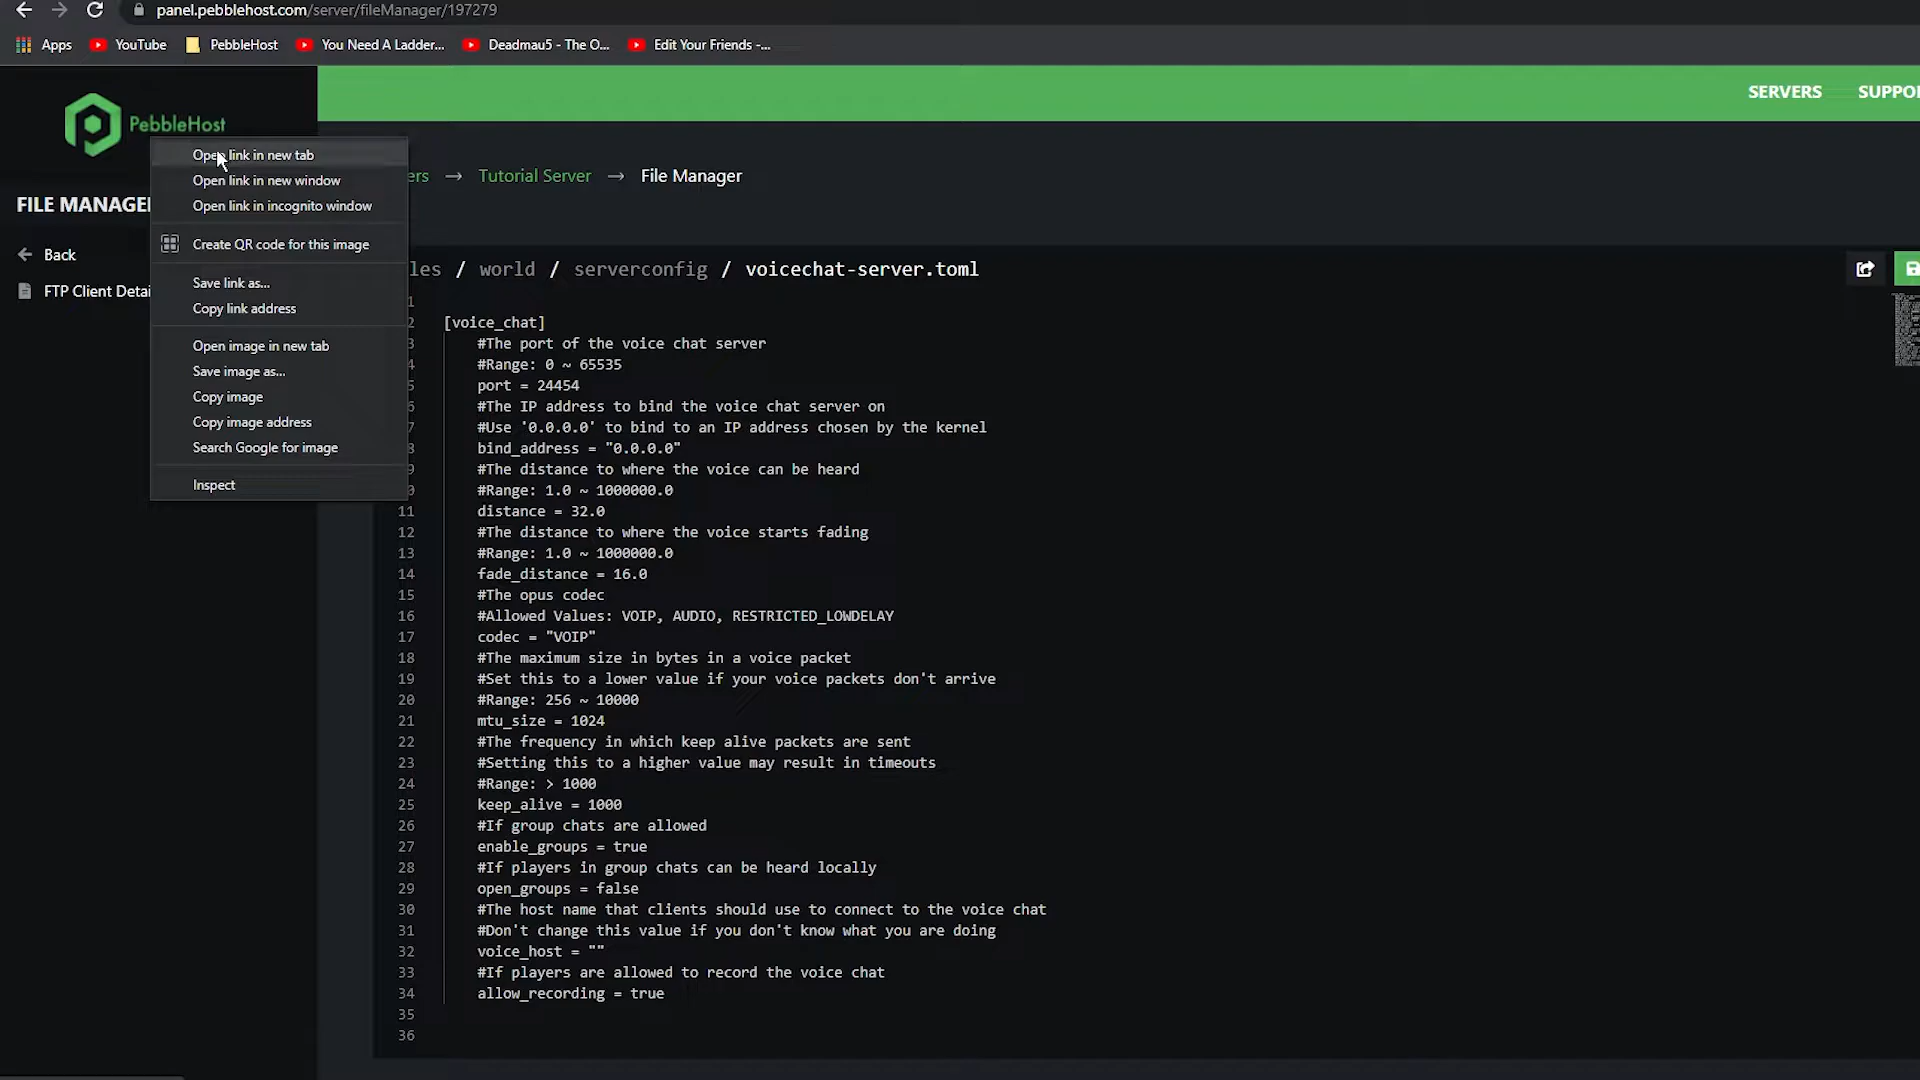 panel.pebblehost.com/server/fileManager/197279
Apps YouTube PebbleHost You Need A Ladder... Deadmau5 - The O... Edit Your Friends -...
PebbleHost
SERVERS SUPPO
Open link in new tab
Open link in new window
Open link in incognito window
Create QR code for this image
Save link as...
Copy link address
Open image in new tab
Save image as...
Copy image
Copy image address
Search Google for image
Inspect
ers → Tutorial Server → File Manager
FILE MANAGE
Back
FTP Client Detai
les / world / serverconfig / voicechat-server.toml
1
2 [voice_chat]
3 #The port of the voice chat server
4 #Range: 0 ~ 65535
5 port = 24454
6 #The IP address to bind the voice chat server on
7 #Use '0.0.0.0' to bind to an IP address chosen by the kernel
8 bind_address = "0.0.0.0"
9 #The distance to where the voice can be heard
0 #Range: 1.0 ~ 1000000.0
11 distance = 32.0
12 #The distance to where the voice starts fading
13 #Range: 1.0 ~ 1000000.0
14 fade_distance = 16.0
15 #The opus codec
16 #Allowed Values: VOIP, AUDIO, RESTRICTED_LOWDELAY
17 codec = "VOIP"
18 #The maximum size in bytes in a voice packet
19 #Set this to a lower value if your voice packets don't arrive
20 #Range: 256 ~ 10000
21 mtu_size = 1024
22 #The frequency in which keep alive packets are sent
23 #Setting this to a higher value may result in timeouts
24 #Range: > 1000
25 keep_alive = 1000
26 #If group chats are allowed
27 enable_groups = true
28 #If players in group chats can be heard locally
29 open_groups = false
30 #The host name that clients should use to connect to the voice chat
31 #Don't change this value if you don't know what you are doing
32 voice_host = ""
33 #If players are allowed to record the voice chat
34 allow_recording = true
35
36